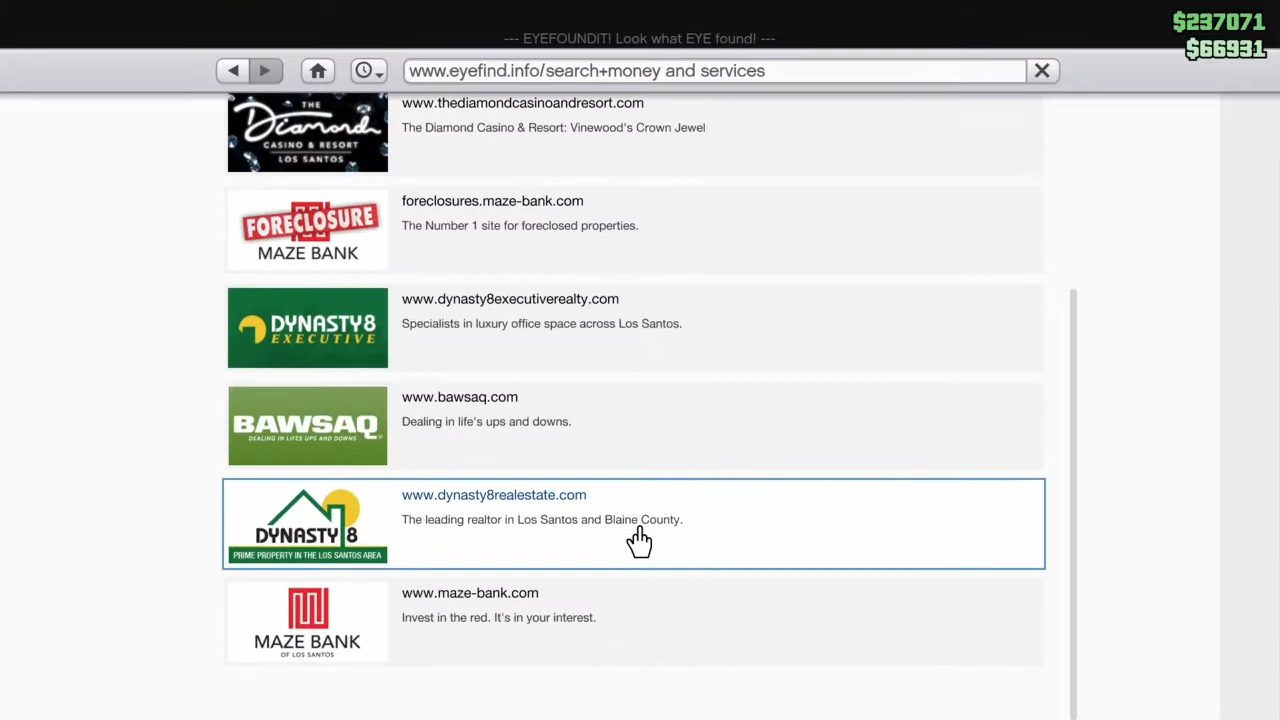 $237071
$66931
--- EYEFOUNDIT! Look what EYE found! ---
www.eyefind.info/search+money and services
THE
Diamond
CASINO & RESORT
LOS SANTOS
www.thediamondcasinoandresort.com
The Diamond Casino & Resort: Vinewood's Crown Jewel
FORECLOSURE
MAZE BANK
foreclosures.maze-bank.com
The Number 1 site for foreclosed properties.
DYNASTY8
EXECUTIVE
www.dynasty8executiverealty.com
Specialists in luxury office space across Los Santos.
BAWSAQ
DEALING IN LIFE'S UPS AND DOWNS
www.bawsaq.com
Dealing in life's ups and downs.
DYNASTY 8
PRIME PROPERTY IN THE LOS SANTOS AREA
www.dynasty8realestate.com
The leading realtor in Los Santos and Blaine County.
MAZE BANK
OF LOS SANTOS
www.maze-bank.com
Invest in the red. It's in your interest.